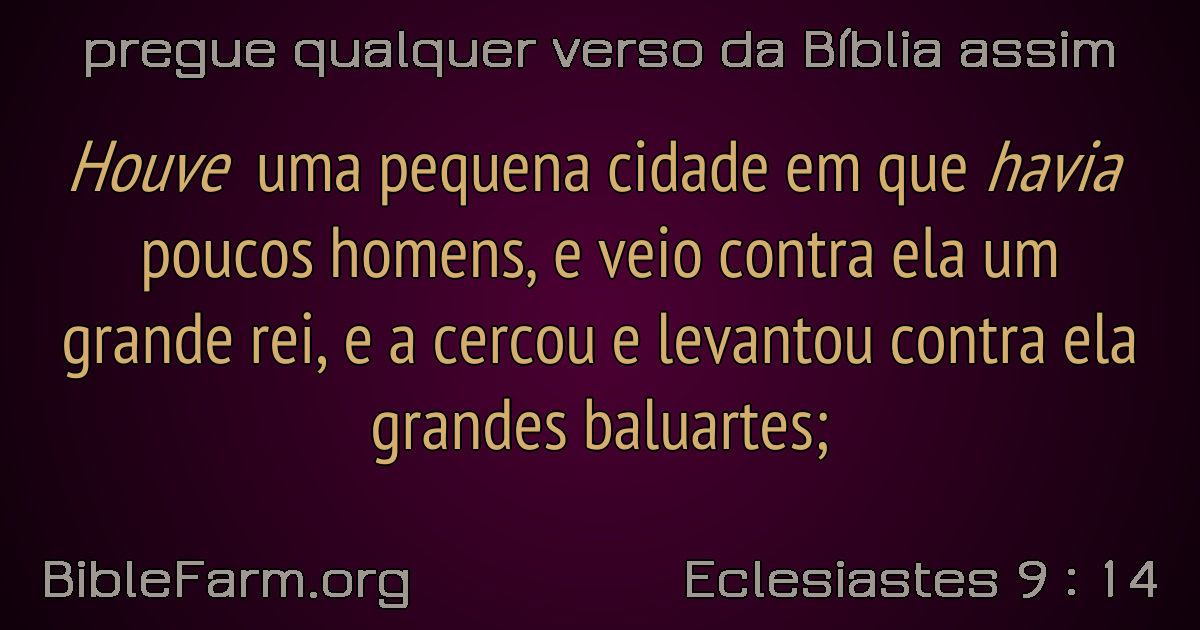 pregue qualquer verso da Bíblia assim
Houve uma pequena cidade em que havia
poucos homens, e veio contra ela um
grande rei, e a cercou e levantou contra ela
grandes baluartes;
BibleFarm.org
Eclesiastes 9 : 14